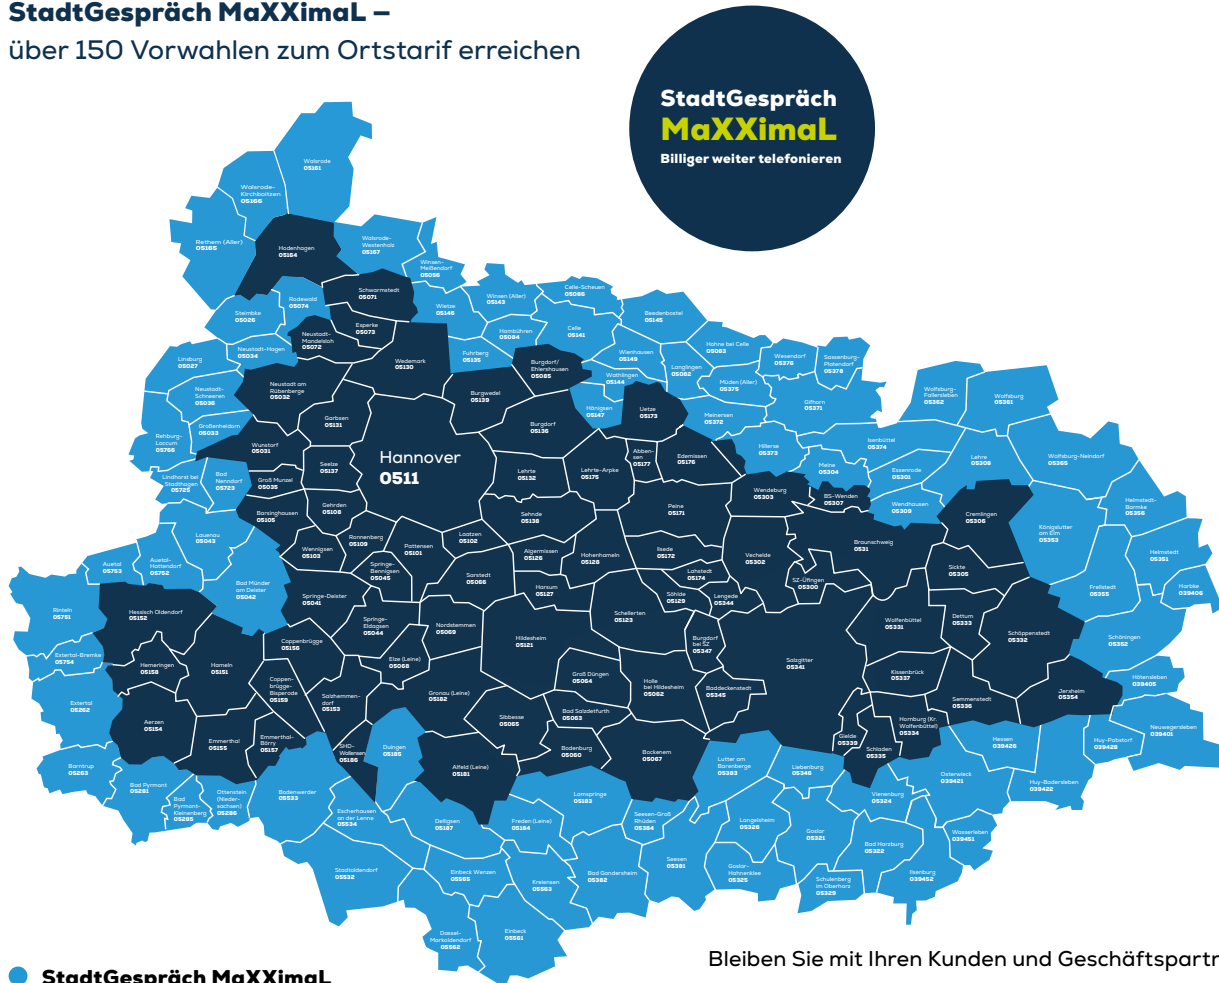 StadtGespräch MaXXimaL –
über 150 Vorwahlen zum Ortstarif erreichen
StadtGespräch
MaXXimaL
Billiger weiter telefonieren
Walsrode
05161
Walsrode-
Kirchboitzen
05166
Rethem (Aller)
05165
Hodenhagen
05164
Walsrode-
Westenholz
05167
Winsen-
Meißendorf
05056
Schwarmstedt
05071
Rodewald
05074
Steimbke
05026
Esperke
05073
Neustadt-
Mandelsloh
05072
Wietze
05146
Winsen (Aller)
05143
Celle-Scheuen
05086
Hambühren
05084
Celle
05141
Beedenbostel
05145
Linsburg
05027
Neustadt-Hagen
05034
Wedemark
05130
Fuhrberg
05135
Burgdorf/
Ehlershausen
05085
Wienhausen
05149
Wathlingen
05144
Langlingen
05082
Hohne bei Celle
05083
Wesendorf
05376
Sassenburg-
Platendorf
05378
Müden (Aller)
05375
Gifhorn
05371
Wolfsburg-
Fallersleben
05362
Wolfsburg
05361
Neustadt-
Schneeren
05036
Neustadt am
Rübenberge
05032
Burgwedel
05139
Hänigsen
05147
Uetze
05173
Meinersen
05372
Großenheidorn
05033
Garbsen
05131
Burgdorf
05136
Rehburg-
Loccum
05766
Wunstorf
05031
Hannover
0511
Abben-
sen
05177
Edemissen
05176
Hillerse
05373
Isenbüttel
05374
Meine
05304
Essenrode
05301
Lehre
05308
Wolfsburg-Neindorf
05365
Lindhorst bei
Stadthagen
05725
Bad
Nenndorf
05723
Groß Munzel
05035
Seelze
05137
Lehrte
05132
Lehrte-Arpke
05175
Wendeburg
05303
BS-Wenden
05307
Wendhausen
05309
Helmstedt-
Barmke
05356
Barsinghausen
05105
Gehrden
05108
Sehnde
05138
Peine
05171
Cremlingen
05306
Königslutter
am Elm
05353
Lauenau
05043
Ronnenberg
05109
Pattensen
05101
Laatzen
05102
Wennigsen
05103
Algermissen
05126
Hohenhameln
05128
Ilsede
05172
Vechelde
05302
Braunschweig
0531
Sickte
05305
Helmstedt
05351
Auetal
05753
Auetal-
Hattendorf
05752
Springe-
Bennigsen
05045
Sarstedt
05066
Harsum
05127
Lahstedt
05174
SZ-Üfingen
05300
Söhlde
05129
Lengede
05344
Frellstedt
05355
Harbke
039406
Bad Münder
am Deister
05042
Springe-Deister
05041
Rinteln
05751
Hessisch Oldendorf
05152
Springe-
Eldagsen
05044
Nordstemmen
05069
Hildesheim
05121
Schellerten
05123
Burgdorf
bei SZ
05347
Wolfenbüttel
05331
Dettum
05333
Schöppenstedt
05332
Schöningen
05352
Coppenbrügge
05156
Extertal-Bremke
05754
Hemeringen
05158
Hameln
05151
Elze (Leine)
05068
Groß Düngen
05064
Holle
bei Hildesheim
05062
Salzgitter
05341
Kissenbrück
05337
Hötensleben
039405
Coppen-
brügge-
Bisperode
05159
Salzhemmen-
dorf
05153
Gronau (Leine)
05182
Baddeckenstedt
05345
Semmenstedt
05336
Jerxheim
05354
Extertal
05262
Aerzen
05154
Sibbesse
05065
Bad Salzdetfurth
05063
Hornburg (Kr.
Wolfenbüttel)
05334
Neuwegersleben
039401
Emmerthal
05155
Emmerthal-
Börry
05157
SHD-
Wallensen
05186
Duingen
05185
Bodenburg
05060
Bockenem
05067
Gielde
05339
Schladen
05335
Hessen
039426
Huy-Pabstorf
039428
Barntrup
05263
Alfeld (Leine)
05181
Lutter am
Barenberge
05383
Liebenburg
05346
Osterwieck
039421
Huy-Badersleben
039422
Bad Pyrmont
05281
Bad
Pyrmont-
Kleinenberg
05285
Ottenstein
(Nieder-
sachsen)
05286
Bodenwerder
05533
Lamspringe
05183
Vienenburg
05324
Eschershausen
an der Lenne
05534
Delligsen
05187
Freden (Leine)
05184
Seesen-Groß
Rhüden
05384
Langelsheim
05326
Goslar
05321
Wasserleben
039451
Bad Harzburg
05322
Stadtoldendorf
05532
Einbeck Wenzen
05565
Kreiensen
05563
Bad Gandersheim
05382
Seesen
05381
Goslar-
Hahnenklee
05325
Schulenberg
im Oberharz
05329
Ilsenburg
039452
Dassel-
Markoldendorf
05562
Einbeck
05561
Bleiben Sie mit Ihren Kunden und Geschäftspartn
StadtGespräch MaXXimaL